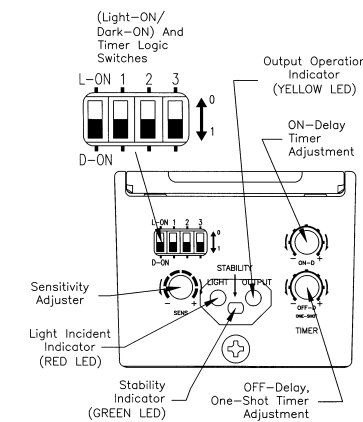 (Light-ON/
Dark-ON) And
Timer Logic
Switches
L-ON 1 2 3
0
1
D-ON
Output Operation
Indicator
(YELLOW LED)
ON-Delay
Timer
Adjustment
L-ON 1 2 3
0
1
D-ON
STABILITY
LIGHT OUTPUT
- +
SENS
- +
ON-D
- +
OFF-D
ONE-SHOT
TIMER
Sensitivity
Adjuster
Light Incident
Indicator
(RED LED)
Stability
Indicator
(GREEN LED)
OFF-Delay,
One-Shot Timer
Adjustment